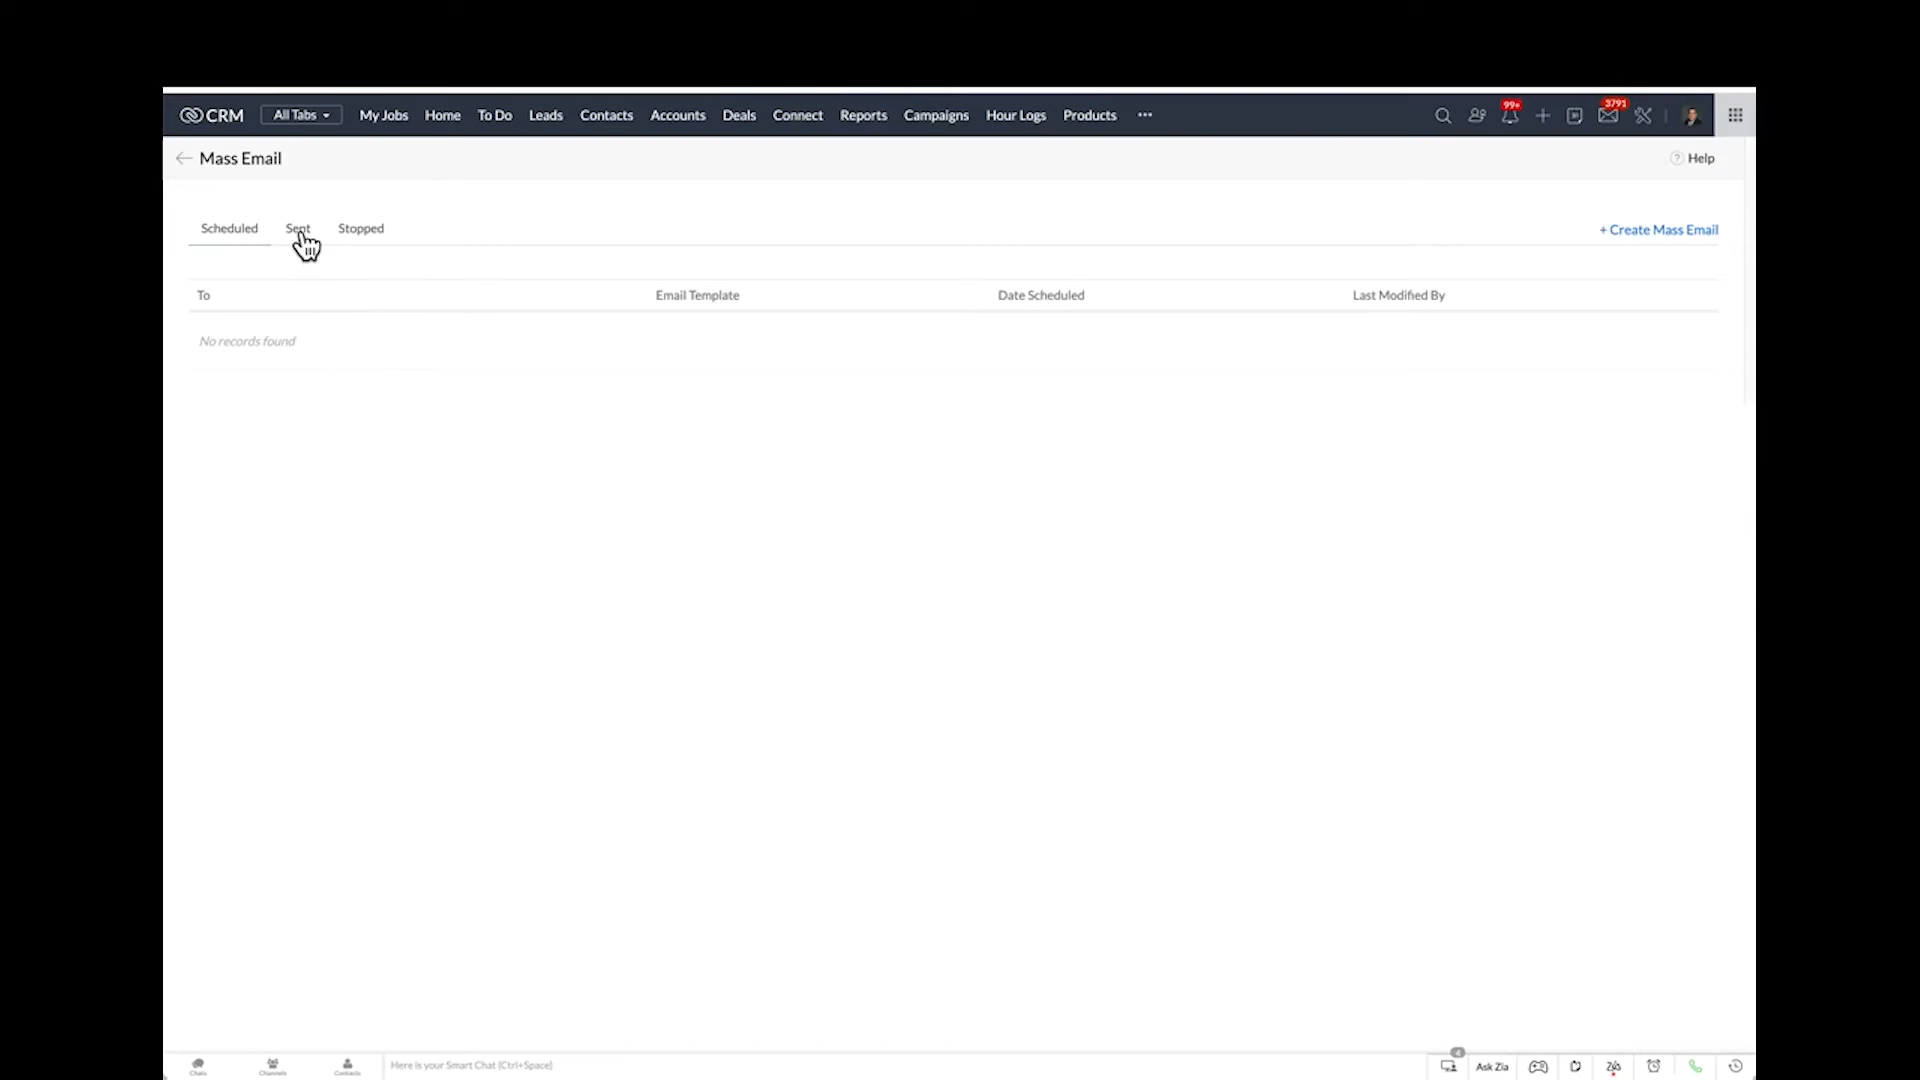 CRM All Tabs My Jobs Home To Do Leads Contacts Accounts Deals Connect Reports Campaigns Hour Logs Products ... 99+ 3791
Mass Email ? Help
Scheduled Sent Stopped + Create Mass Email
To Email Template Date Scheduled Last Modified By
No records found
Chats Channels Contacts Here is your Smart Chat (Ctrl+Space) 4 Ask Zia